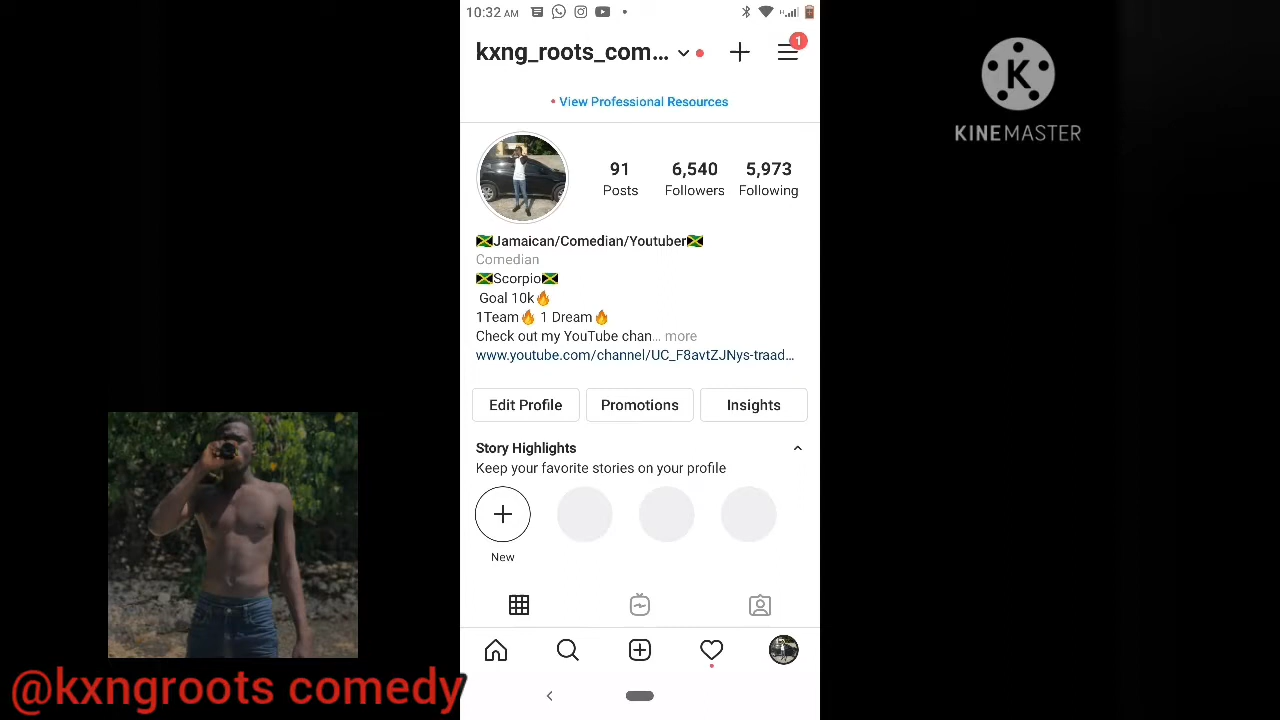 10:32 AM
kxng_roots_com...
1
• View Professional Resources
91
Posts
6,540
Followers
5,973
Following
🇯🇲Jamaican/Comedian/Youtuber🇯🇲
Comedian
🇯🇲Scorpio🇯🇲
Goal 10k🔥
1Team🔥 1 Dream🔥
Check out my YouTube chan... more
www.youtube.com/channel/UC_F8avtZJNys-traad...
Edit Profile
Promotions
Insights
Story Highlights
Keep your favorite stories on your profile
New
K
KINEMASTER
@kxngroots comedy